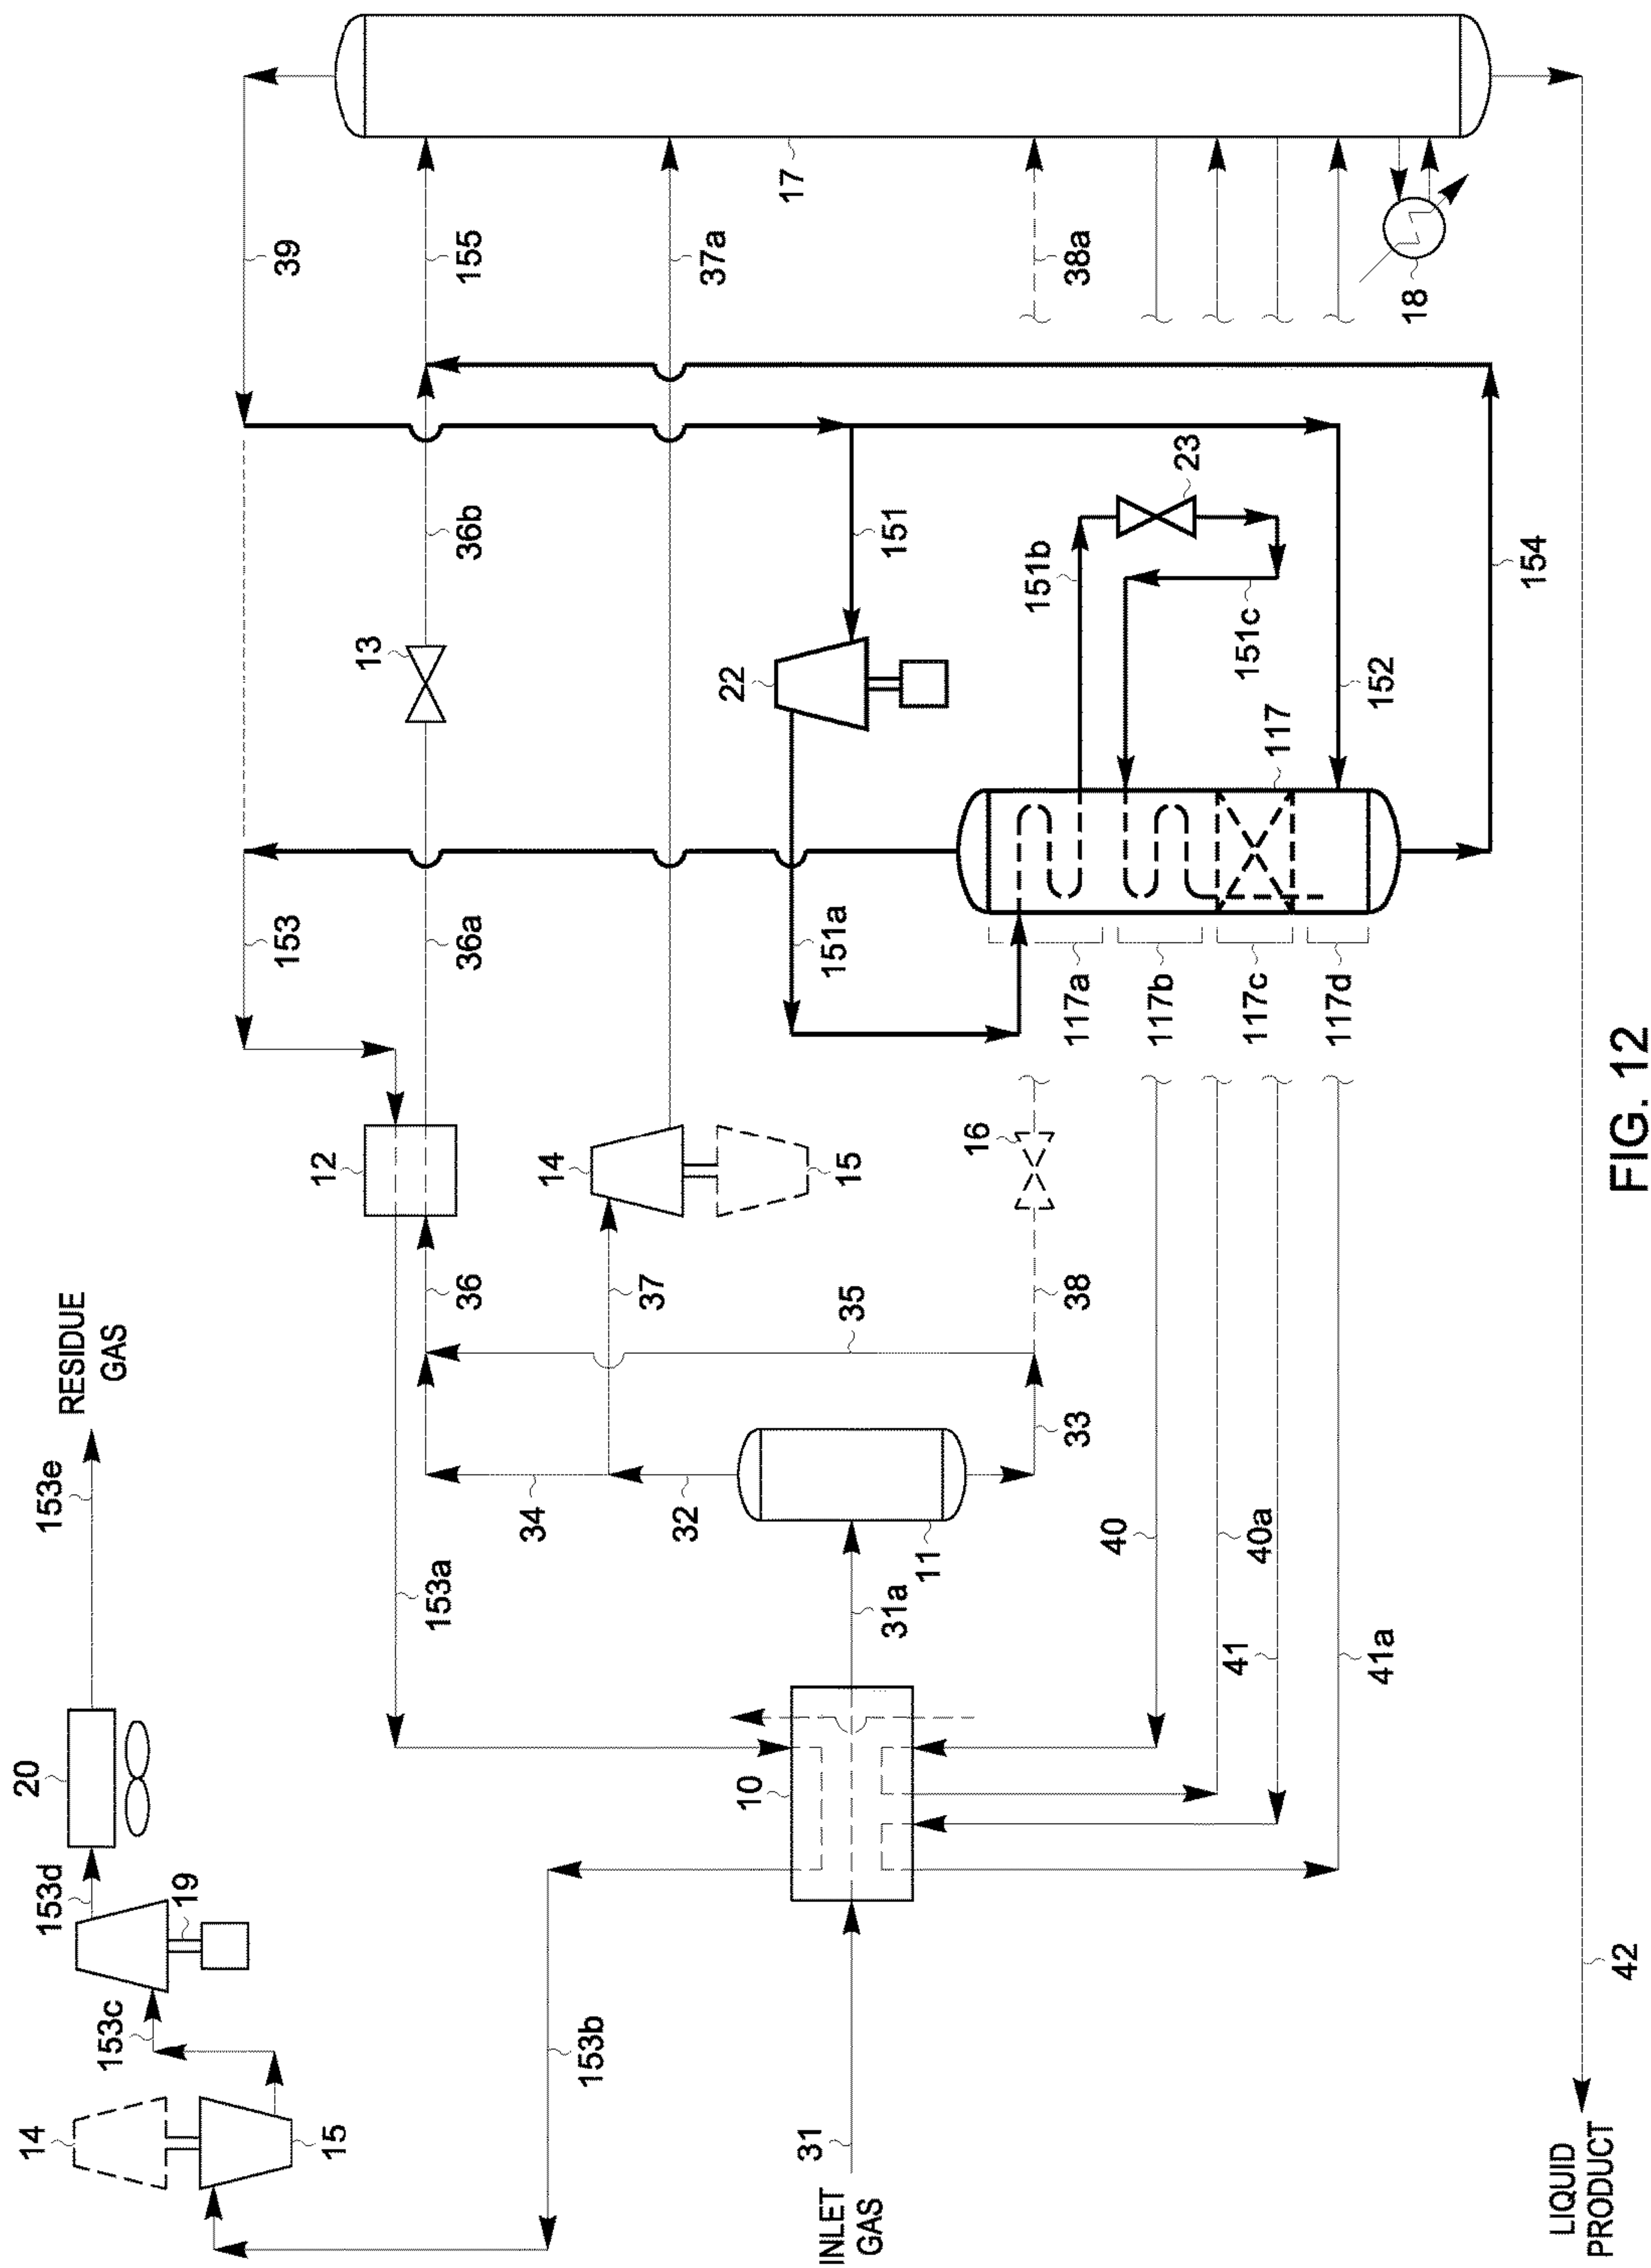 RESIDUE
GAS
153e
20
153d
19
153c
14
15
153b
153a
12
153
39
36
36a
13
36b
155
34
37
14
15
37a
17
32
35
22
151
151a
11
31a
33
38
16
38a
10
31
INLET
GAS
40
40a
41
41a
117a
117b
117c
117d
117
151b
23
151c
152
154
18
42
LIQUID
PRODUCT
FIG. 12